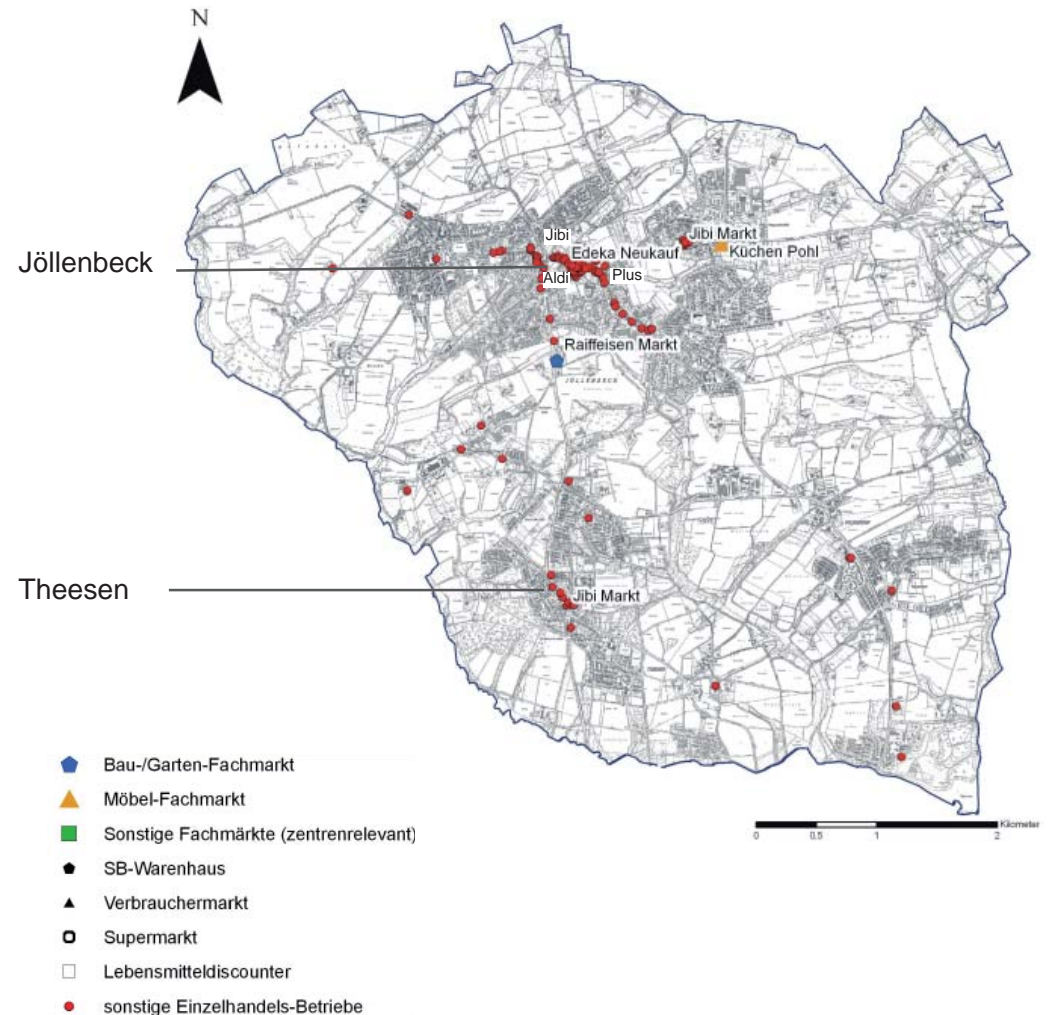 N
Jibi
Jibi Markt
Edeka Neukauf
Küchen Pohl
Jöllenbeck
Aldi
Plus
Raiffeisen Markt
JÖLLENBECK
Theesen
Jibi Markt
Bau-/Garten-Fachmarkt
Möbel-Fachmarkt
Sonstige Fachmärkte (zentrenrelevant)
SB-Warenhaus
Verbrauchermarkt
Supermarkt
Lebensmitteldiscounter
sonstige Einzelhandels-Betriebe
Kilometer
0 0,5 1 2